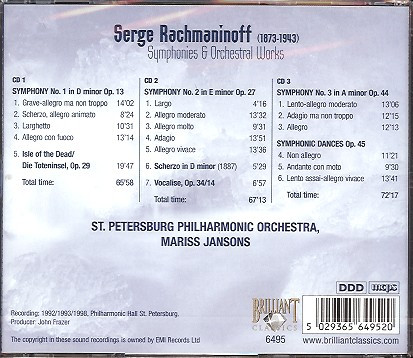 Serge Rachmaninoff (1873-1943)
Symphonies & Orchestral Works
CD 1
SYMPHONY No. 1 in D minor Op. 13
1. Grave-allegro ma non troppo 14'02
2. Scherzo, allegro animato 8'24
3. Larghetto 10'31
4. Allegro con fuoco 13'14
5. Isle of the Dead/
Die Toteninsel, Op. 29 19'47
Total time: 65'58
CD 2
SYMPHONY No. 2 in E minor Op. 27
1. Largo 4'16
2. Allegro moderato 13'32
3. Allegro molto 9'31
4. Adagio 13'51
5. Allegro vivace 13'36
6. Scherzo in D minor (1887) 5'29
7. Vocalise, Op. 34/14 6'57
Total time: 67'13
CD 3
SYMPHONY No. 3 in A minor Op. 44
1. Lento-allegro moderato 13'06
2. Adagio ma non troppo 12'15
3. Allegro 12'13
SYMPHONIC DANCES Op. 45
4. Non allegro 11'21
5. Andante con moto 9'30
6. Lento assai-allegro vivace 13'41
Total time: 72'17
ST. PETERSBURG PHILHARMONIC ORCHESTRA,
MARISS JANSONS
Recording: 1992/1993/1998, Philharmonic Hall St. Petersburg.
Producer: John Frazer
The copyright in these sound recordings is owned by EMI Records Ltd
BRILLIANT
CLASSICS
6495
DDD mcps
5 029365 649520
www.brilliantclassics.com